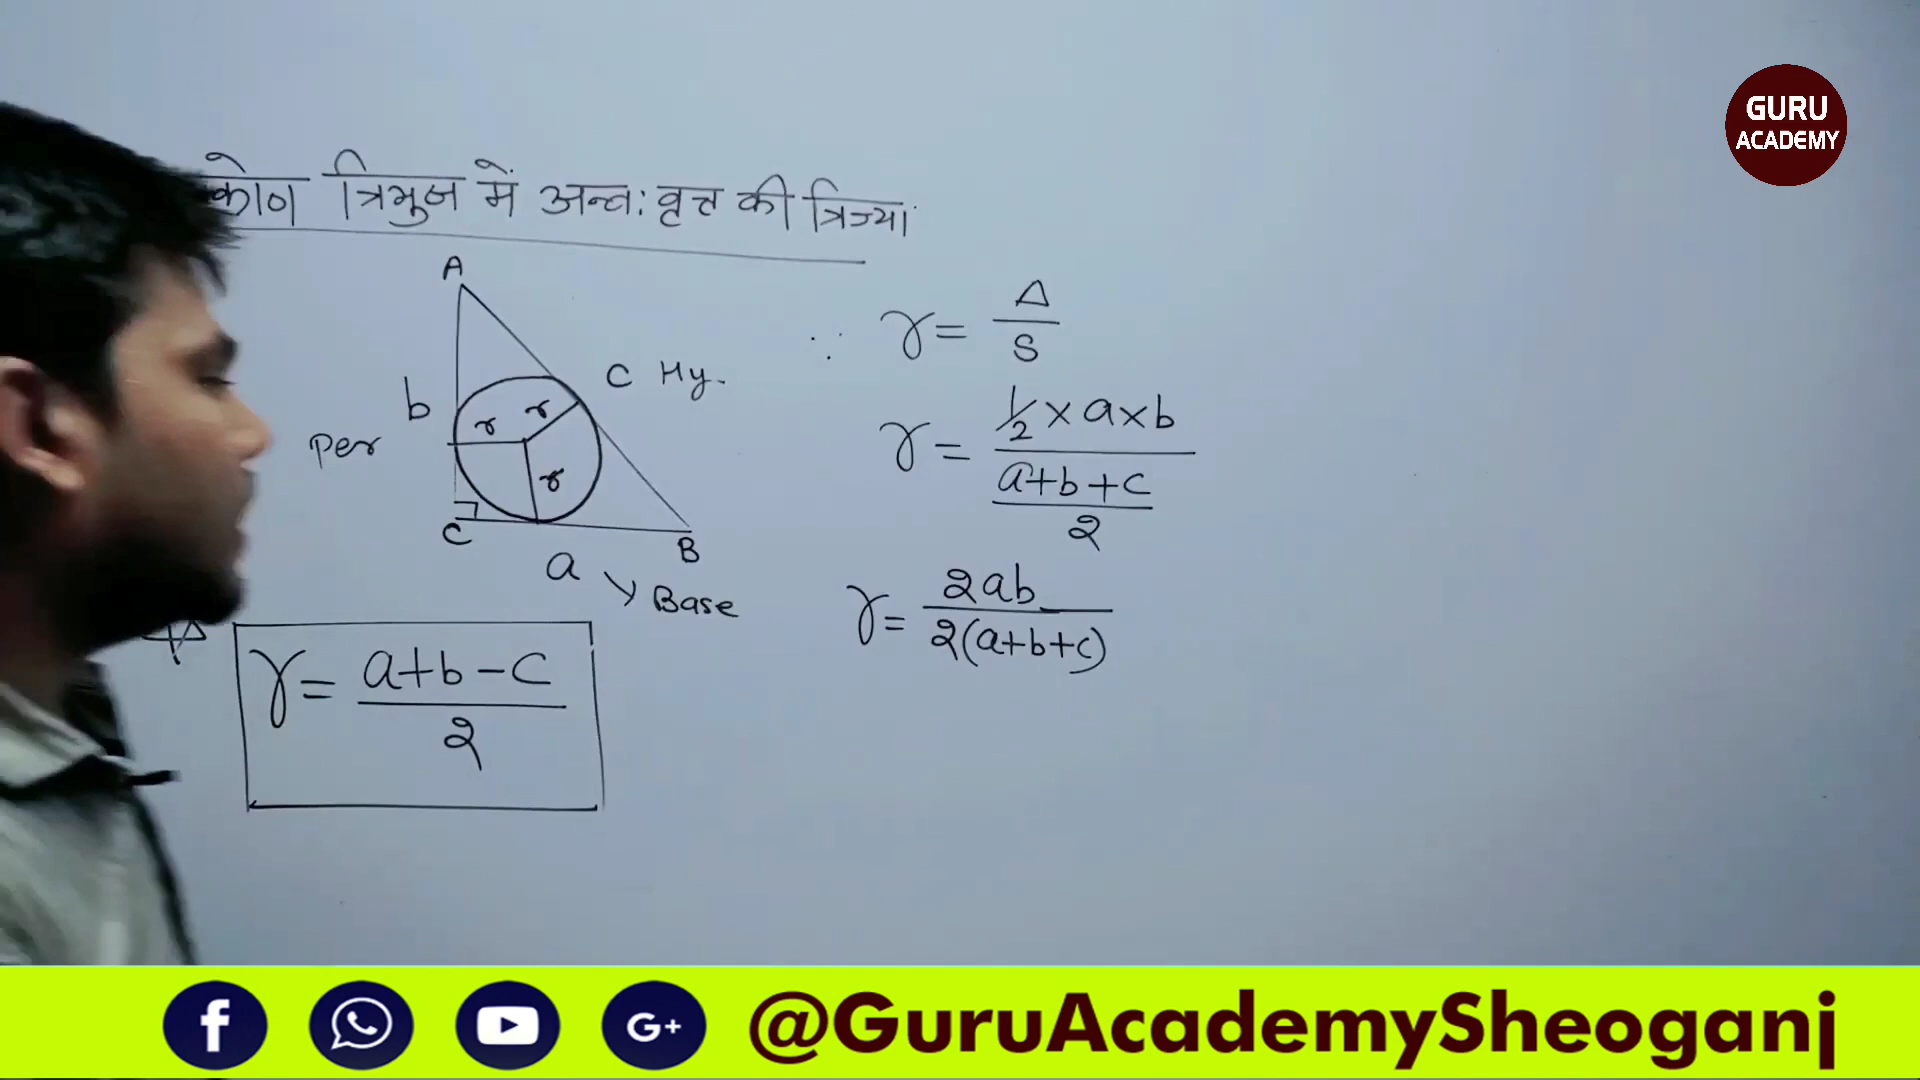 GURU
ACADEMY
कोण त्रिभुज में अन्त: वृत्त की त्रिज्या
A
b
Per
r
r
r
c Hy.
C
B
a
Base
r = a+b-c
2
∵ r = Δ
s
r = 1/2 × a × b
a+b+c
2
r = 2ab
2(a+b+c)
f
G+
@GuruAcademySheoganj